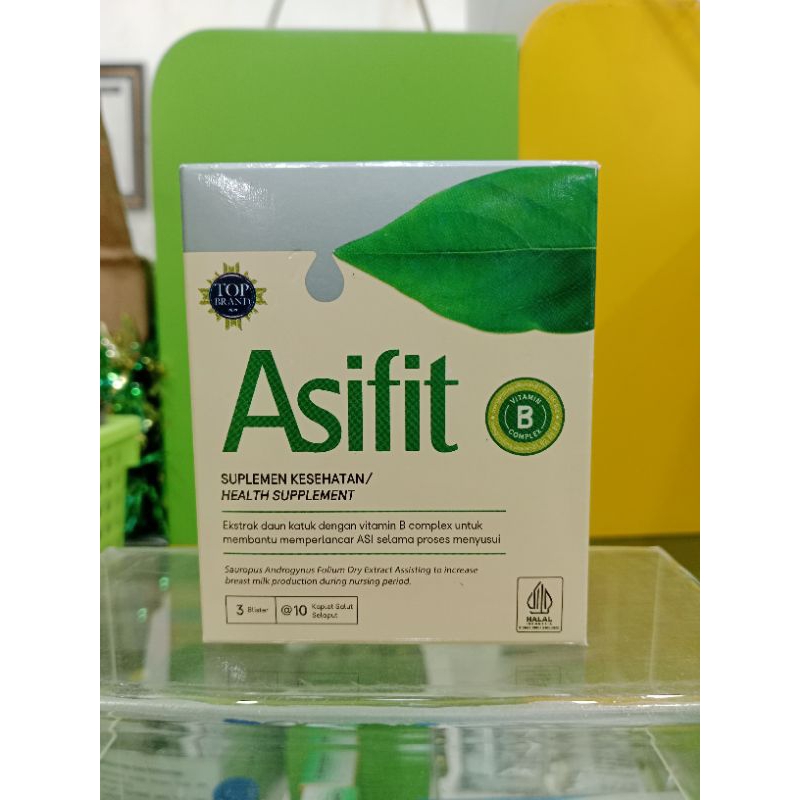 TOP
BRAND
Asifit
VITAMIN
B
COMPLEX
SUPLEMEN KESEHATAN/
HEALTH SUPPLEMENT
Ekstrak daun katuk dengan vitamin B complex untuk
membantu memperlancar ASI selama proses menyusui
Sauropus Androgynus Folium Dry Extract Assisting to increase
breast milk production during nursing period.
3 Blister @10 Kaplet Salut
Selaput
HALAL
INDONESIA